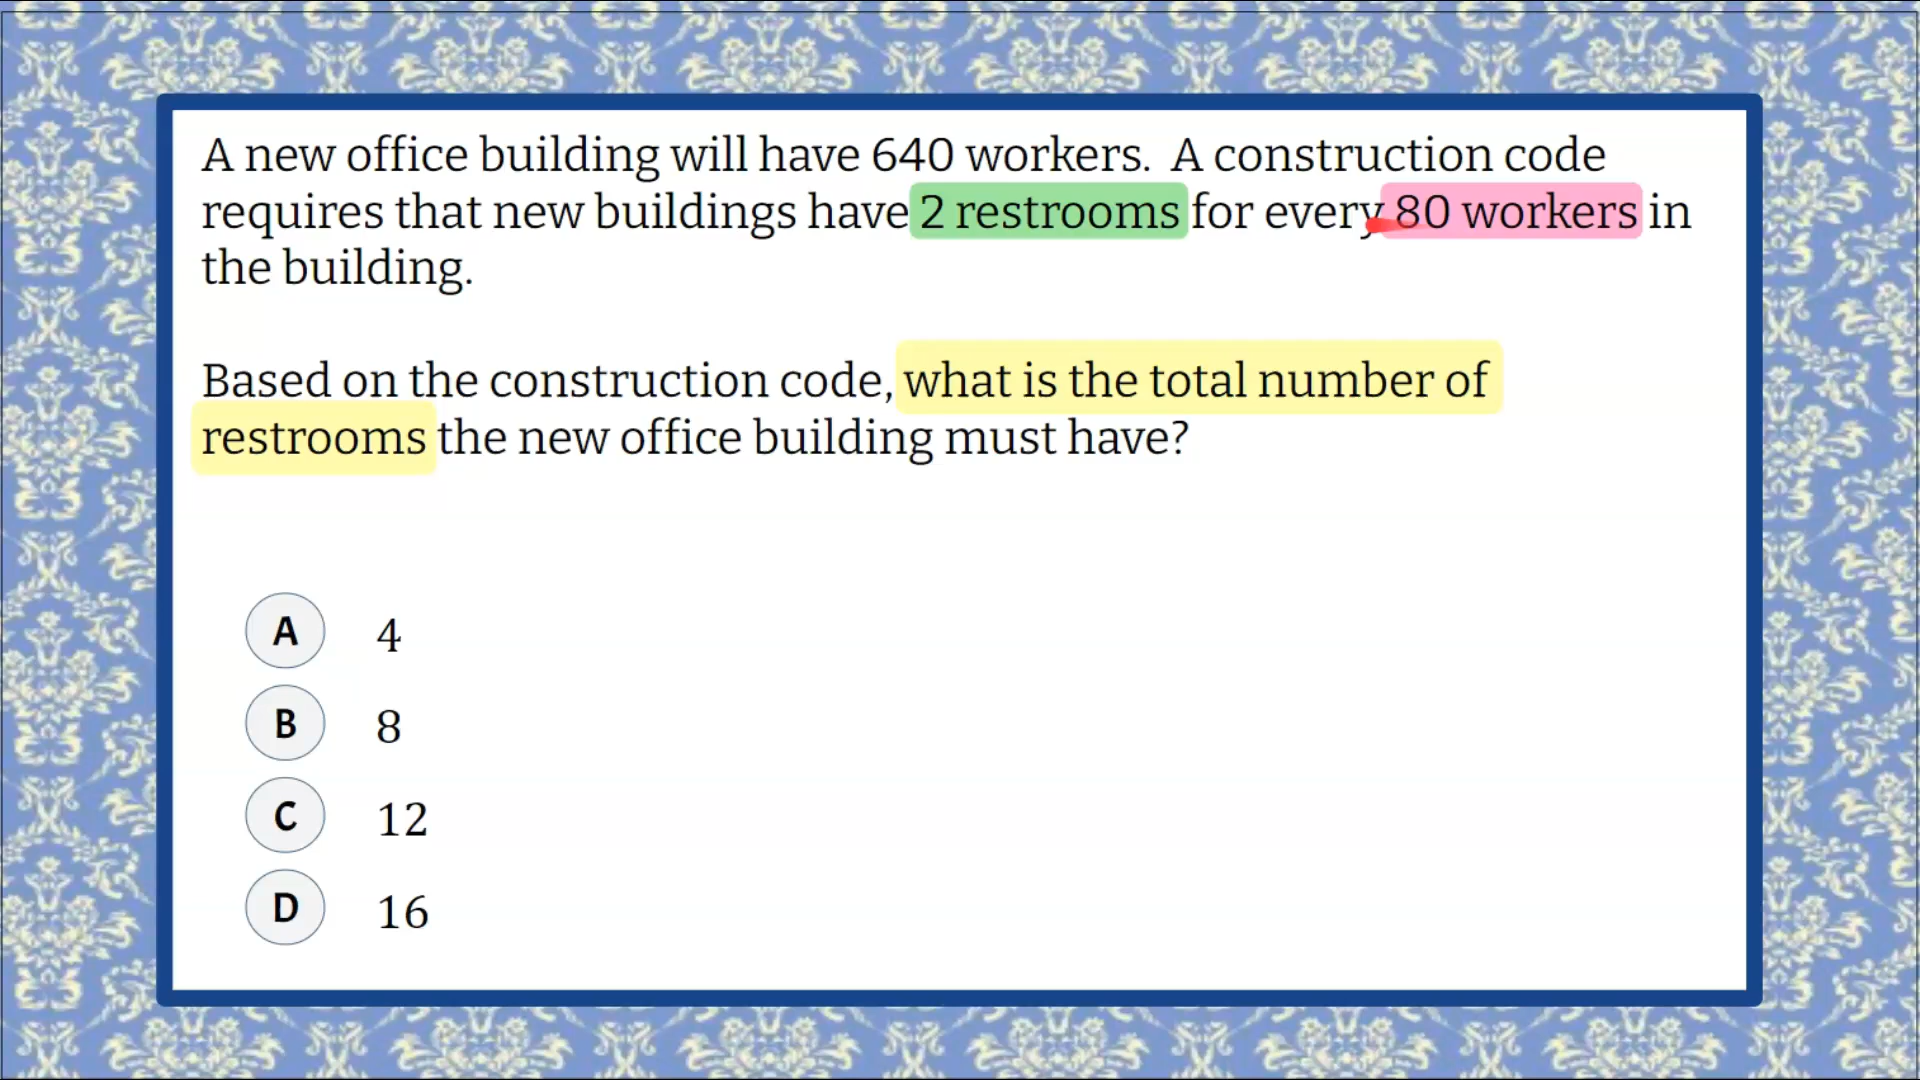 A new office building will have 640 workers.  A construction code
requires that new buildings have 2 restrooms for every 80 workers in
the building.
Based on the construction code, what is the total number of
restrooms the new office building must have?
A 4
B 8
C 12
D 16